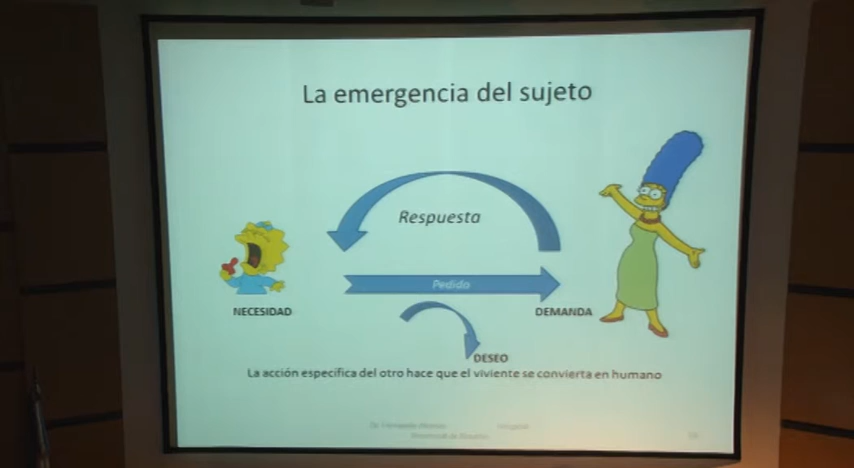 La emergencia del sujeto
Respuesta
Pedido
NECESIDAD
DEMANDA
DESEO
La acción específica del otro hace que el viviente se convierta en humano